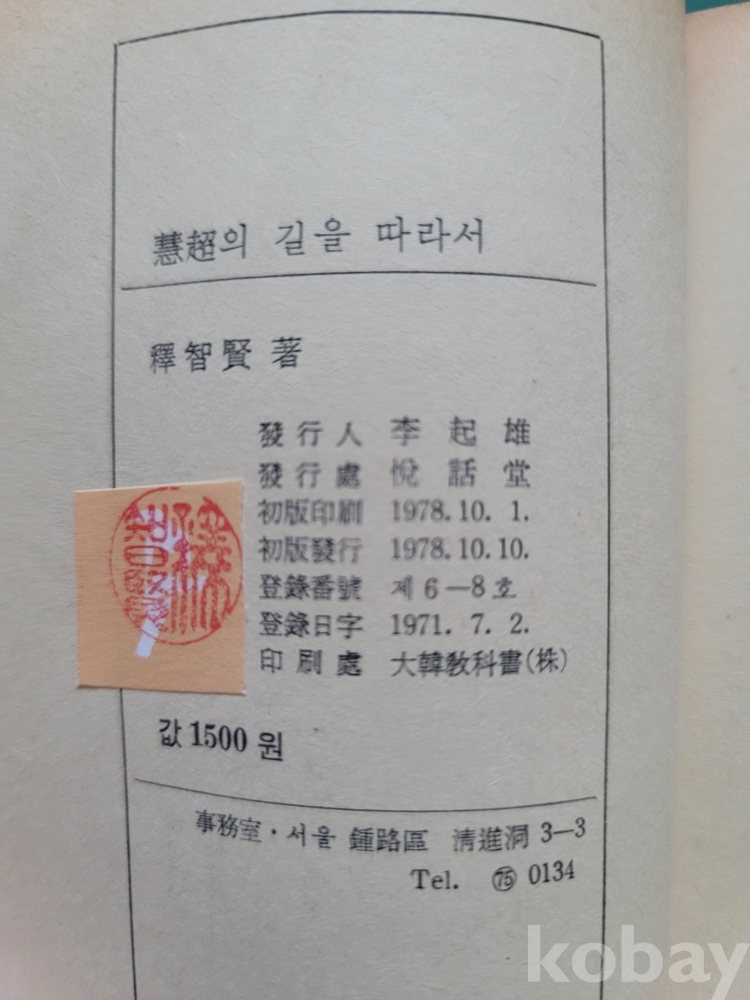 慧超의 길을 따라서
釋智賢 著
發行人 李起雄
發行處 悅話堂
初版印刷 1978. 10. 1.
初版發行 1978. 10. 10.
登錄番號 제 6－8 호
登錄日字 1971. 7. 2.
印刷處 大韓敎科書(株)
값 1500 원
事務室·서울 鍾路區 淸進洞 3—3
Tel. ㊆㊄ 0134
kobay